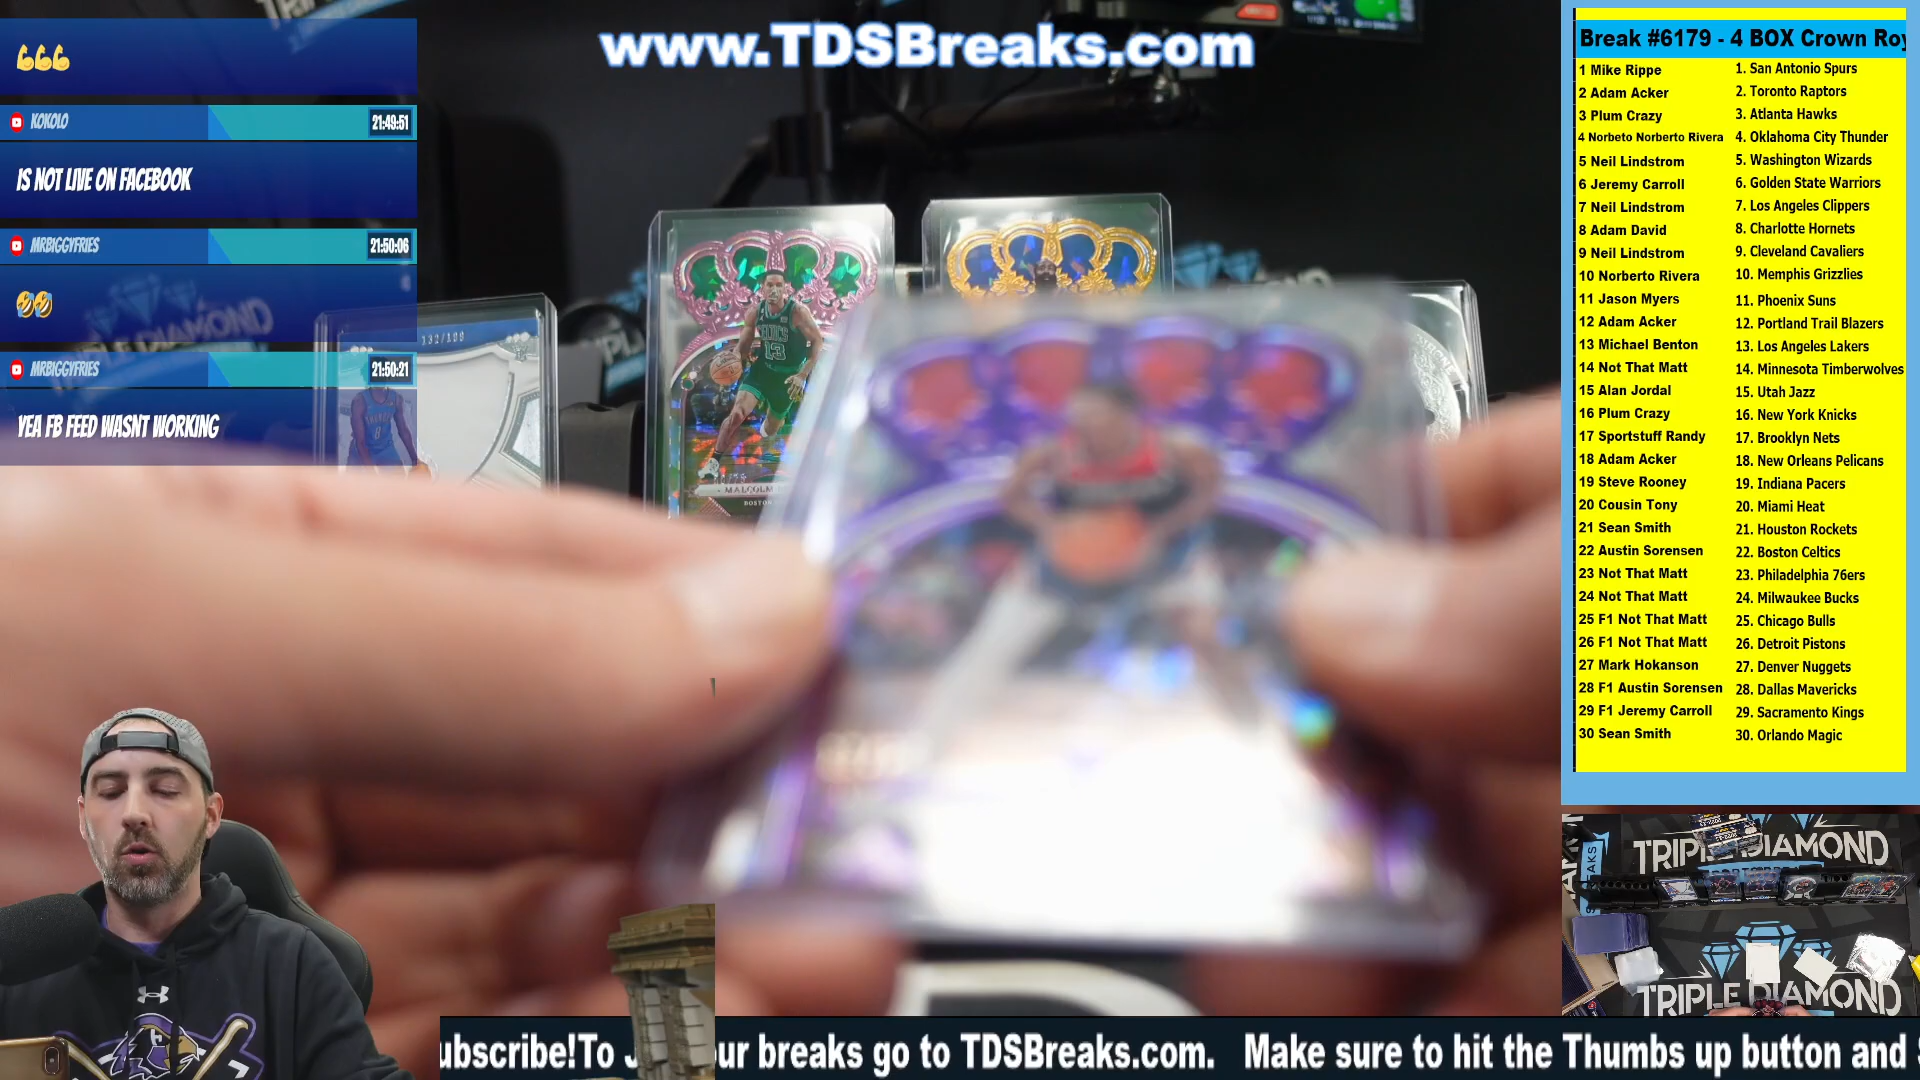 www.TDSBreaks.com
💪💪💪
KOKOLO
21:49:51
IS NOT LIVE ON FACEBOOK
MRBIGGYFRIES
21:50:06
🤣🤣
MRBIGGYFRIES
21:50:21
YEA FB FEED WASNT WORKING
132/199
CELTICS
13
MALCOLM
BOSTON
Break #6179 - 4 BOX Crown Roy
1 Mike Rippe 1. San Antonio Spurs
2 Adam Acker 2. Toronto Raptors
3 Plum Crazy 3. Atlanta Hawks
4 Norbeto Norberto Rivera 4. Oklahoma City Thunder
5 Neil Lindstrom 5. Washington Wizards
6 Jeremy Carroll 6. Golden State Warriors
7 Neil Lindstrom 7. Los Angeles Clippers
8 Adam David 8. Charlotte Hornets
9 Neil Lindstrom 9. Cleveland Cavaliers
10 Norberto Rivera 10. Memphis Grizzlies
11 Jason Myers 11. Phoenix Suns
12 Adam Acker 12. Portland Trail Blazers
13 Michael Benton 13. Los Angeles Lakers
14 Not That Matt 14. Minnesota Timberwolves
15 Alan Jordal 15. Utah Jazz
16 Plum Crazy 16. New York Knicks
17 Sportstuff Randy 17. Brooklyn Nets
18 Adam Acker 18. New Orleans Pelicans
19 Steve Rooney 19. Indiana Pacers
20 Cousin Tony 20. Miami Heat
21 Sean Smith 21. Houston Rockets
22 Austin Sorensen 22. Boston Celtics
23 Not That Matt 23. Philadelphia 76ers
24 Not That Matt 24. Milwaukee Bucks
25 F1 Not That Matt 25. Chicago Bulls
26 F1 Not That Matt 26. Detroit Pistons
27 Mark Hokanson 27. Denver Nuggets
28 F1 Austin Sorensen 28. Dallas Mavericks
29 F1 Jeremy Carroll 29. Sacramento Kings
30 Sean Smith 30. Orlando Magic
TRIPLE DIAMOND
TRIPLE DIAMOND
ubscribe!To J ur breaks go to TDSBreaks.com. Make sure to hit the Thumbs up button and S